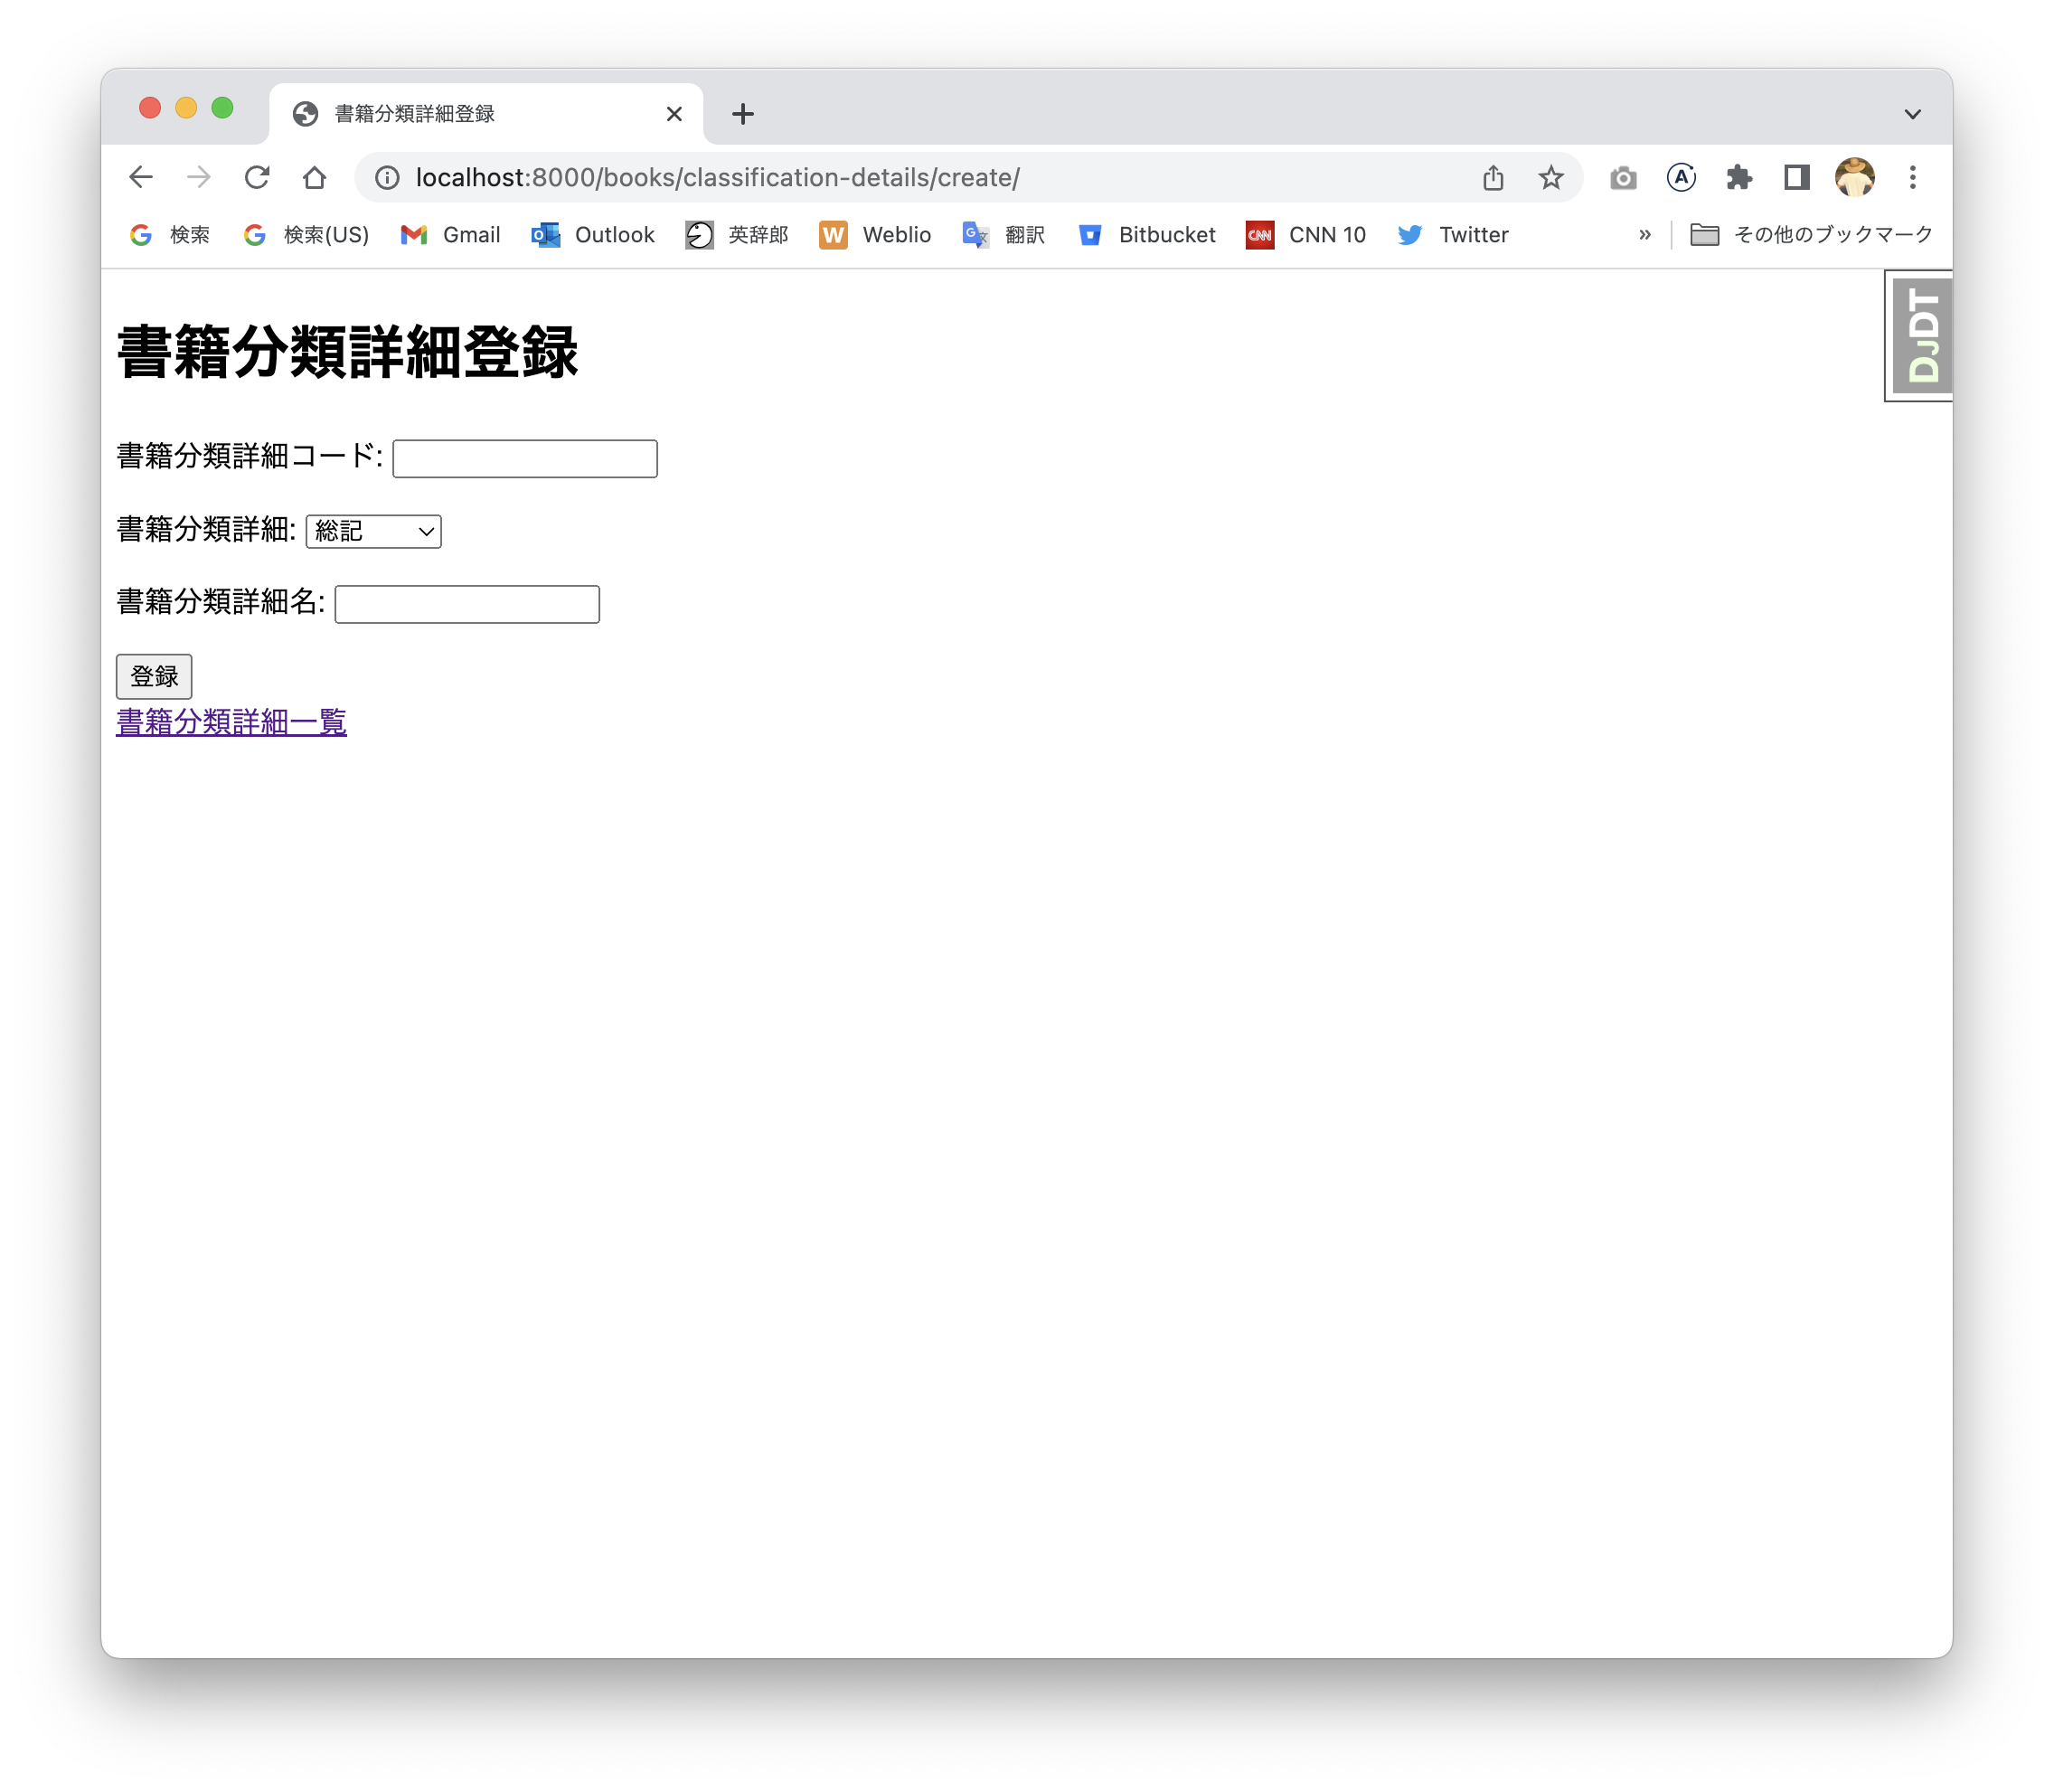 書籍分類詳細登録
localhost:8000/books/classification-details/create/
検索 検索(US) Gmail Outlook 英辞郎 Weblio 翻訳 Bitbucket CNN CNN 10 Twitter » その他のブックマーク
DJDT
書籍分類詳細登録
書籍分類詳細コード:
書籍分類詳細: 総記
書籍分類詳細名:
登録
書籍分類詳細一覧